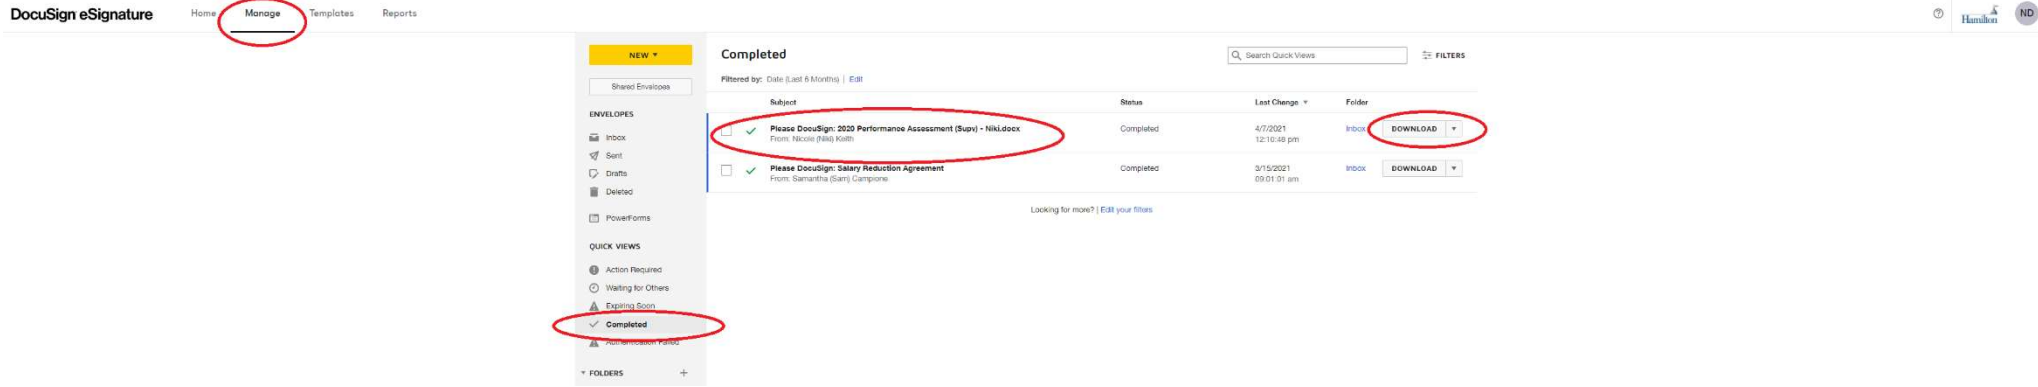 DocuSign eSignature Home Manage Templates Reports Hamilton ND
NEW
Shared Envelopes
ENVELOPES
Inbox
Sent
Drafts
Deleted
PowerForms
QUICK VIEWS
Action Required
Waiting for Others
Expiring Soon
Completed
Authentication Failed
FOLDERS +
Completed
Search Quick Views FILTERS
Filtered by: Date (Last 6 Months) | Edit
Subject Status Last Change Folder
Please DocuSign: 2020 Performance Assessment (Supv) - Niki.docx Completed 4/7/2021 Inbox DOWNLOAD
From: Nicole (Niki) Keith 12:10:48 pm
Please DocuSign: Salary Reduction Agreement Completed 3/15/2021 Inbox DOWNLOAD
From: Samantha (Sam) Campione 09:01:01 am
Looking for more? | Edit your filters